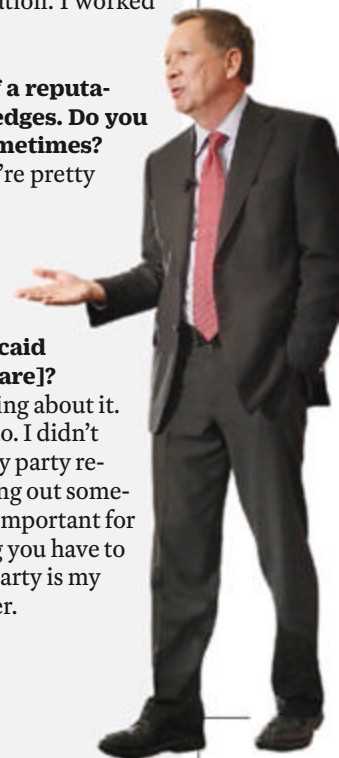 ation. I worked
f a reputa-
edges. Do you
metimes?
're pretty
caid
are]?
ing about it.
o. I didn't
y party re-
ng out some-
mportant for
g you have to
arty is my
er.